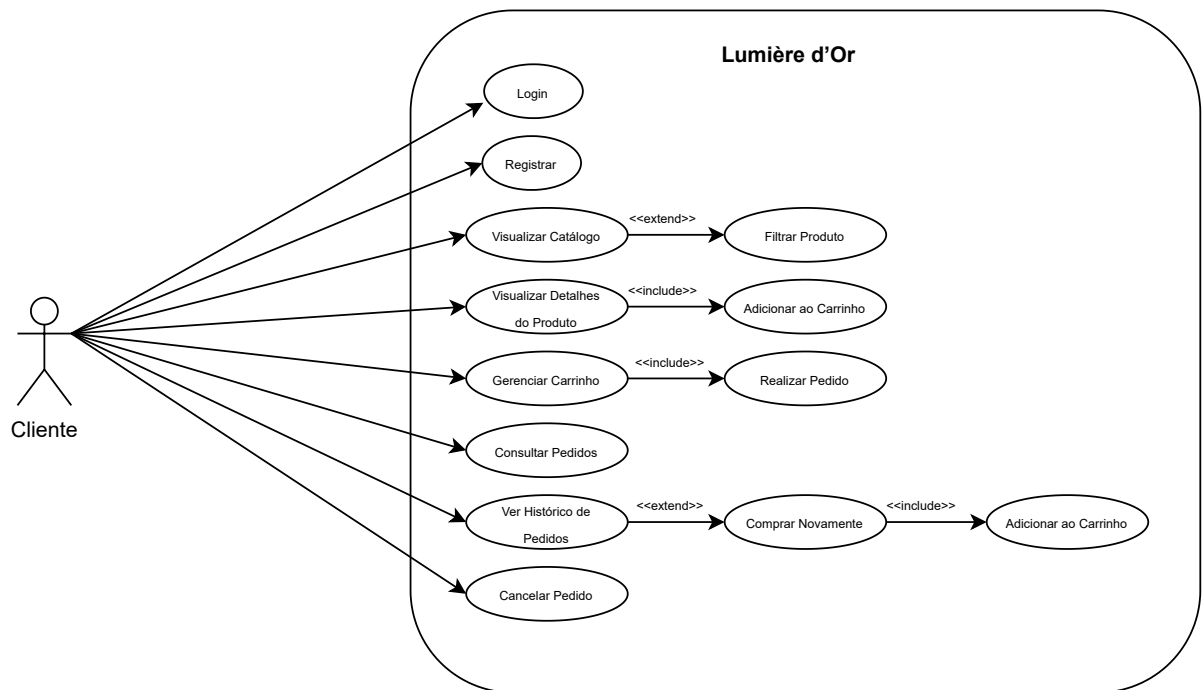 Lumière d’Or
Login
Registrar
Visualizar Catálogo
<<extend>>
Filtrar Produto
Visualizar Detalhes
do Produto
<<include>>
Adicionar ao Carrinho
Gerenciar Carrinho
<<include>>
Realizar Pedido
Cliente
Consultar Pedidos
Ver Histórico de
Pedidos
<<extend>>
Comprar Novamente
<<include>>
Adicionar ao Carrinho
Cancelar Pedido